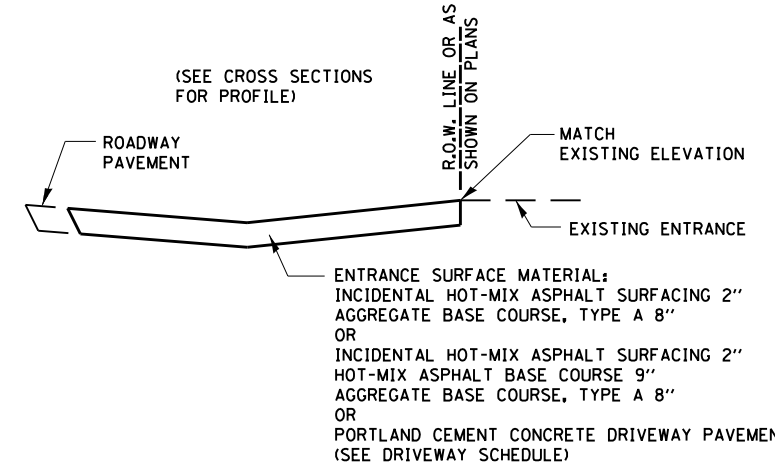 (SEE CROSS SECTIONS
FOR PROFILE)
R.O.W. LINE OR AS
SHOWN ON PLANS
ROADWAY
PAVEMENT
MATCH
EXISTING ELEVATION
EXISTING ENTRANCE
ENTRANCE SURFACE MATERIAL:
INCIDENTAL HOT-MIX ASPHALT SURFACING 2"
AGGREGATE BASE COURSE, TYPE A 8"
OR
INCIDENTAL HOT-MIX ASPHALT SURFACING 2"
HOT-MIX ASPHALT BASE COURSE 9"
AGGREGATE BASE COURSE, TYPE A 8"
OR
PORTLAND CEMENT CONCRETE DRIVEWAY PAVEMEN
(SEE DRIVEWAY SCHEDULE)